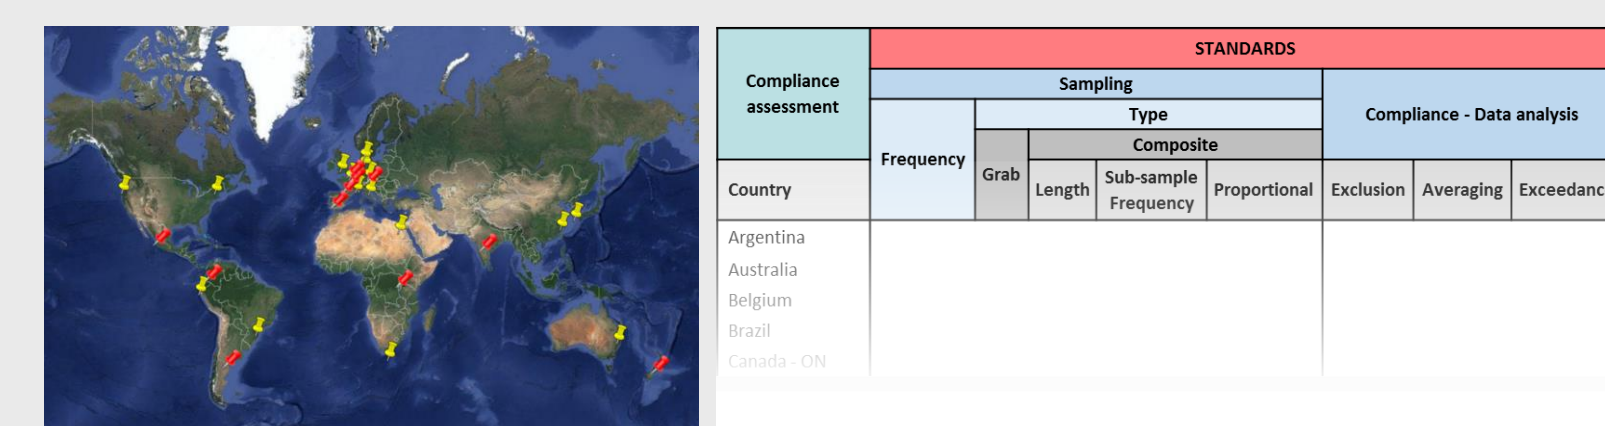 Compliance
assessment
STANDARDS
Sampling
Compliance - Data analysis
Frequency
Type
Grab
Composite
Length
Sub-sample
Frequency
Proportional
Country
Exclusion
Averaging
Exceedanc
Argentina
Australia
Belgium
Brazil
Canada - ON